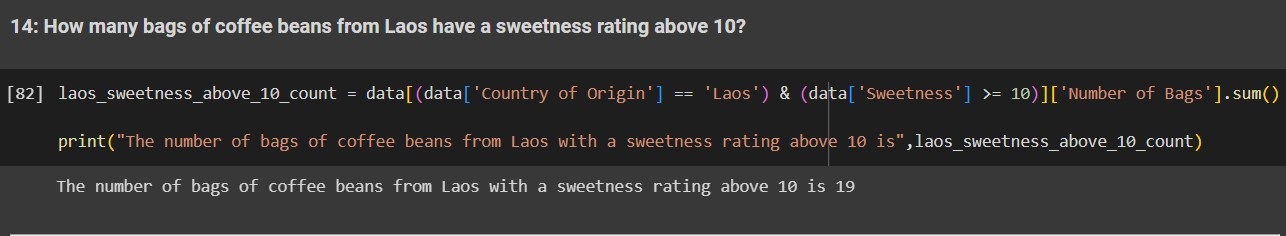 14: How many bags of coffee beans from Laos have a sweetness rating above 10?
[82] laos_sweetness_above_10_count = data[(data['Country of Origin'] == 'Laos') & (data['Sweetness'] >= 10)]['Number of Bags'].sum()
print("The number of bags of coffee beans from Laos with a sweetness rating above 10 is",laos_sweetness_above_10_count)
The number of bags of coffee beans from Laos with a sweetness rating above 10 is 19